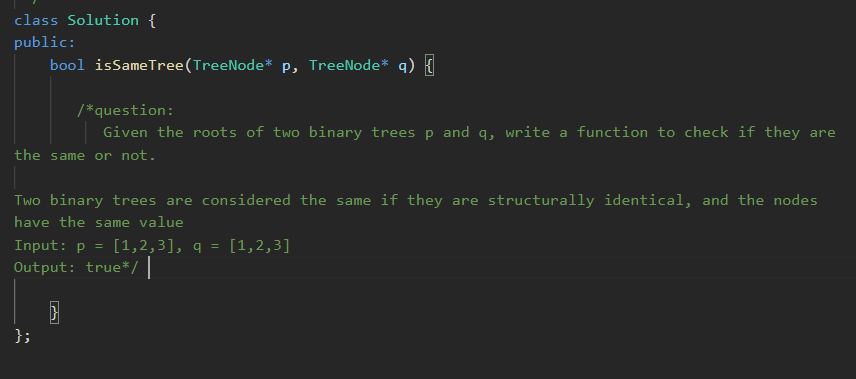 class Solution {
public:
bool isSameTree(TreeNode* p, TreeNode* q) {
/*question:
Given the roots of two binary trees p and q, write a function to check if they are
the same or not.
Two binary trees are considered the same if they are structurally identical, and the nodes
have the same value
Input: p = [1,2,3], q = [1,2,3]
Output: true*/
}
};